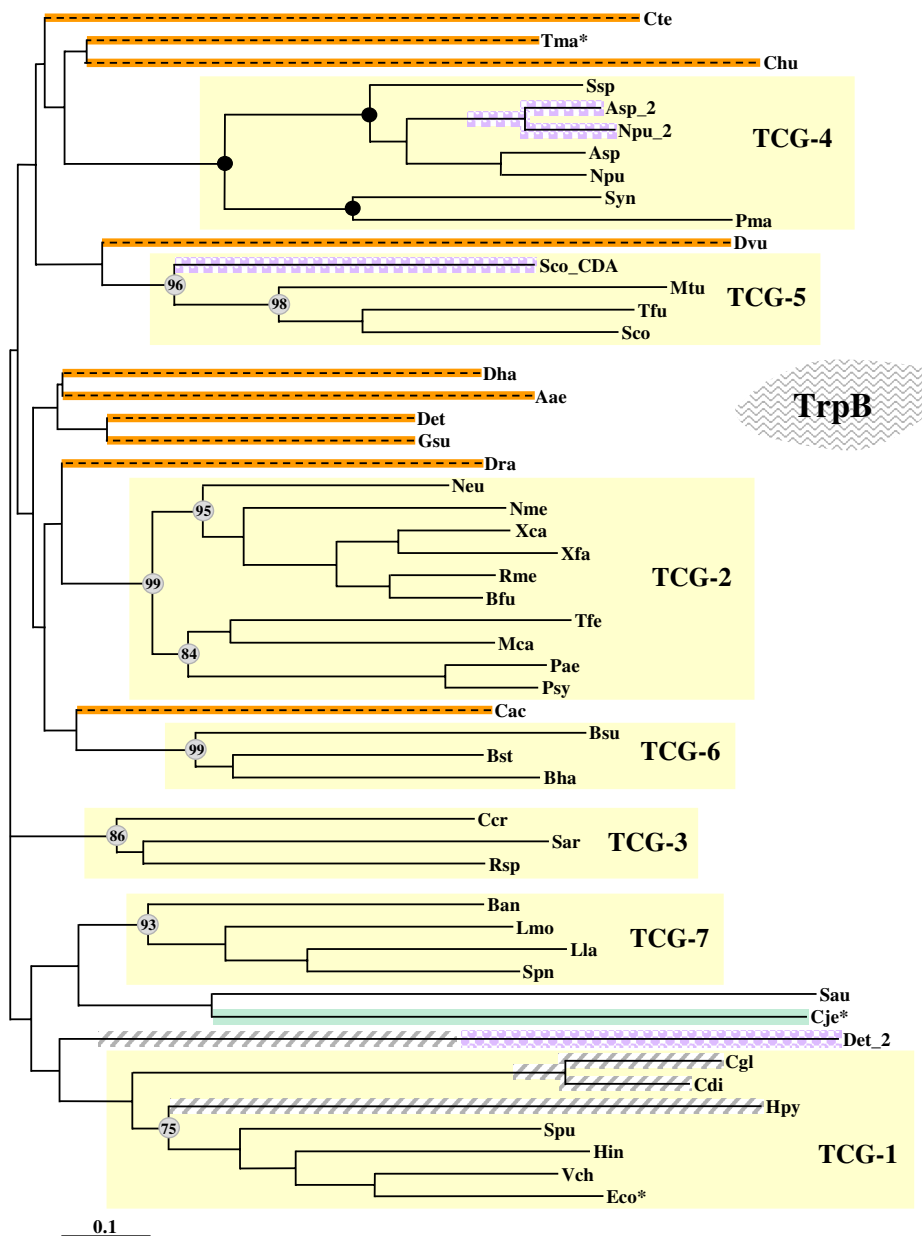 Cte
Tma*
Chu
Ssp
Asp_2
Npu_2
TCG-4
Asp
Npu
Syn
Pma
Dvu
Sco_CDA
96
Mtu
TCG-5
98
Tfu
Sco
Dha
Aae
TrpB
Det
Gsu
Dra
Neu
95
Nme
Xca
Xfa
Rme
TCG-2
99
Bfu
Tfe
Mca
84
Pae
Psy
Cac
Bsu
99
Bst
TCG-6
Bha
Ccr
86
Sar
TCG-3
Rsp
Ban
93
Lmo
TCG-7
Lla
Spn
Sau
Cje*
Det_2
Cgl
Cdi
Hpy
75
Spu
Hin
TCG-1
Vch
Eco*
0.1